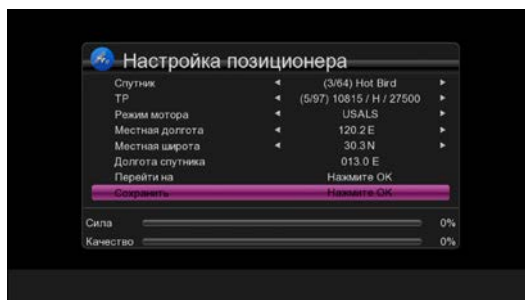 Настройка позиционера
Спутник (3/64) Hot Bird
TP (5/97) 10815 / H / 27500
Режим мотора USALS
Местная долгота 120.2 E
Местная широта 30.3 N
Долгота спутника 013.0 E
Перейти на Нажмите OK
Сохранить Нажмите OK
Сила 0%
Качество 0%